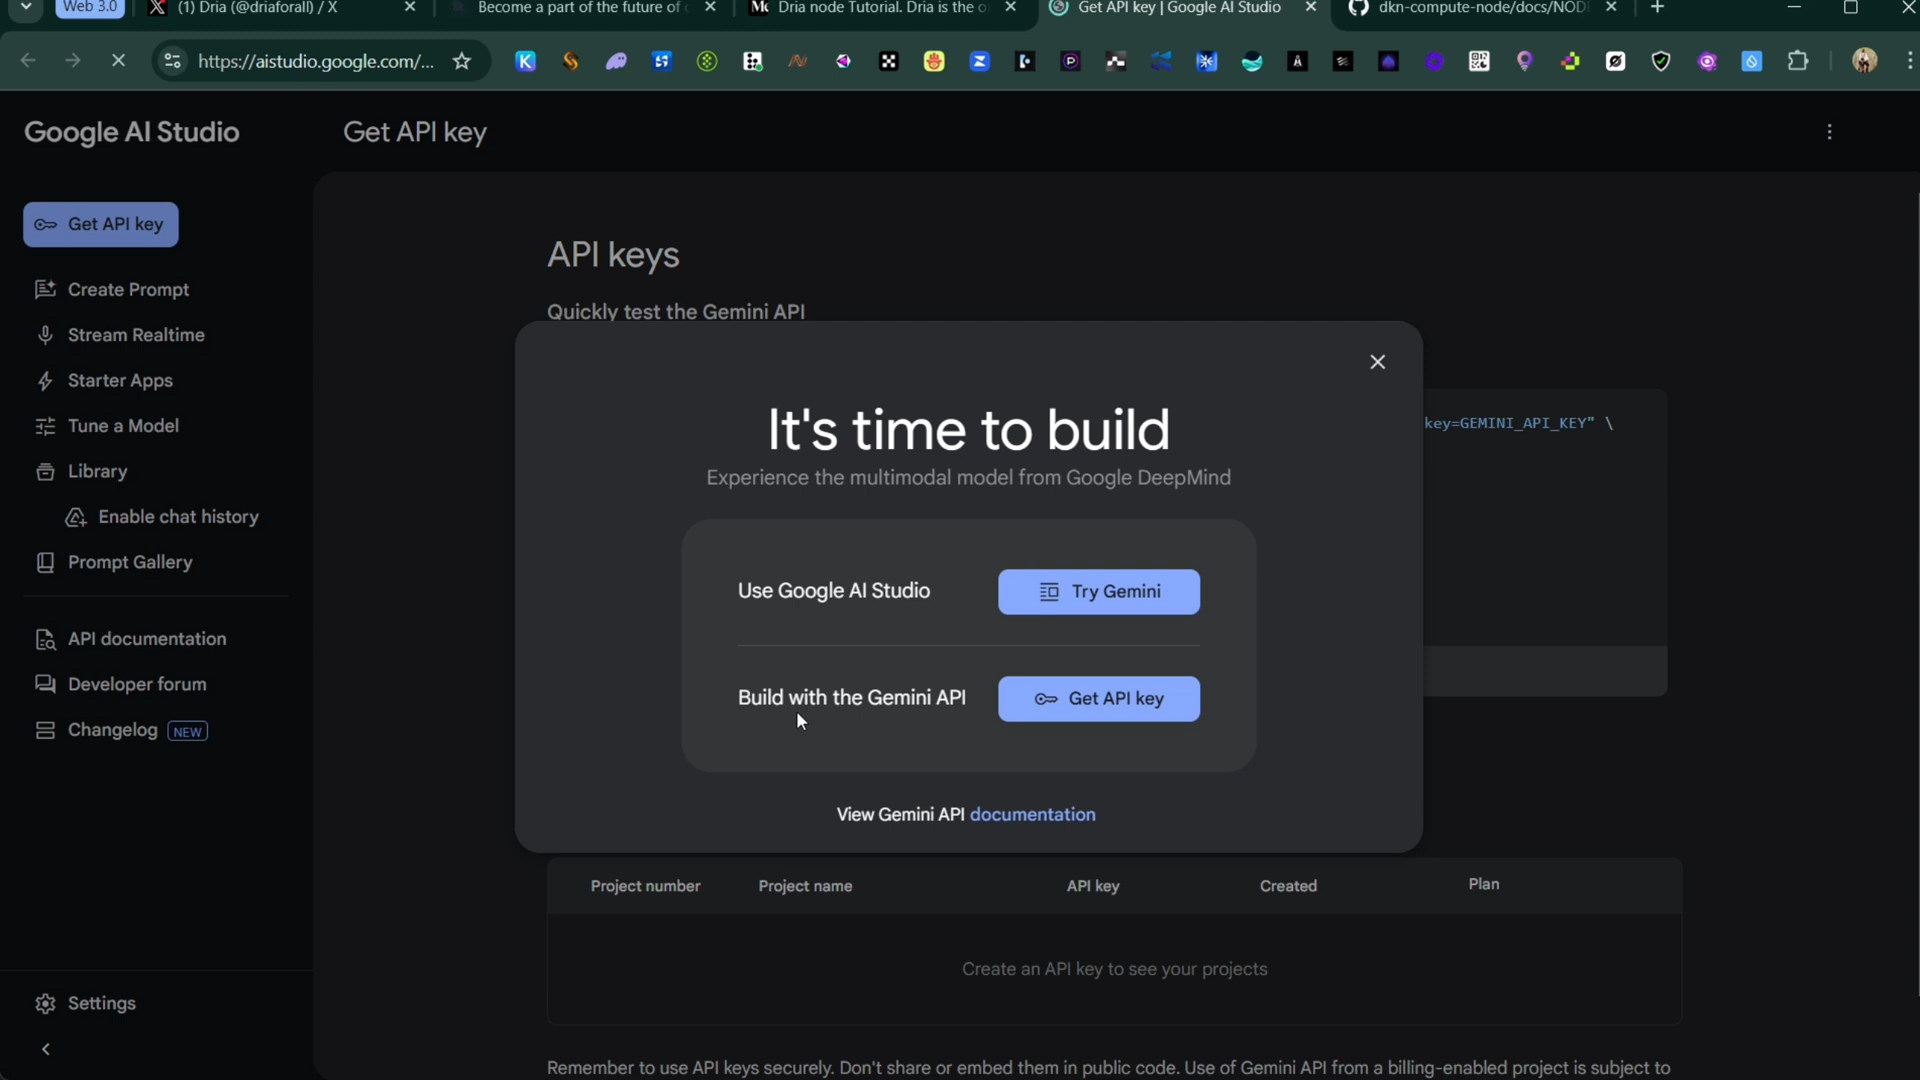 Web 3.0
(1) Dria (@driaforall) / X
Become a part of the future of
Dria node Tutorial. Dria is the o
Get API key | Google AI Studio
dkn-compute-node/docs/NOD
https://aistudio.google.com/...
Google AI Studio
Get API key
Get API key
Create Prompt
Stream Realtime
Starter Apps
Tune a Model
Library
Enable chat history
Prompt Gallery
API documentation
Developer forum
Changelog NEW
Settings
API keys
Quickly test the Gemini API
key=GEMINI_API_KEY" \
It's time to build
Experience the multimodal model from Google DeepMind
Use Google AI Studio
Try Gemini
Build with the Gemini API
Get API key
View Gemini API documentation
Project number Project name API key Created Plan
Create an API key to see your projects
Remember to use API keys securely. Don't share or embed them in public code. Use of Gemini API from a billing-enabled project is subject to